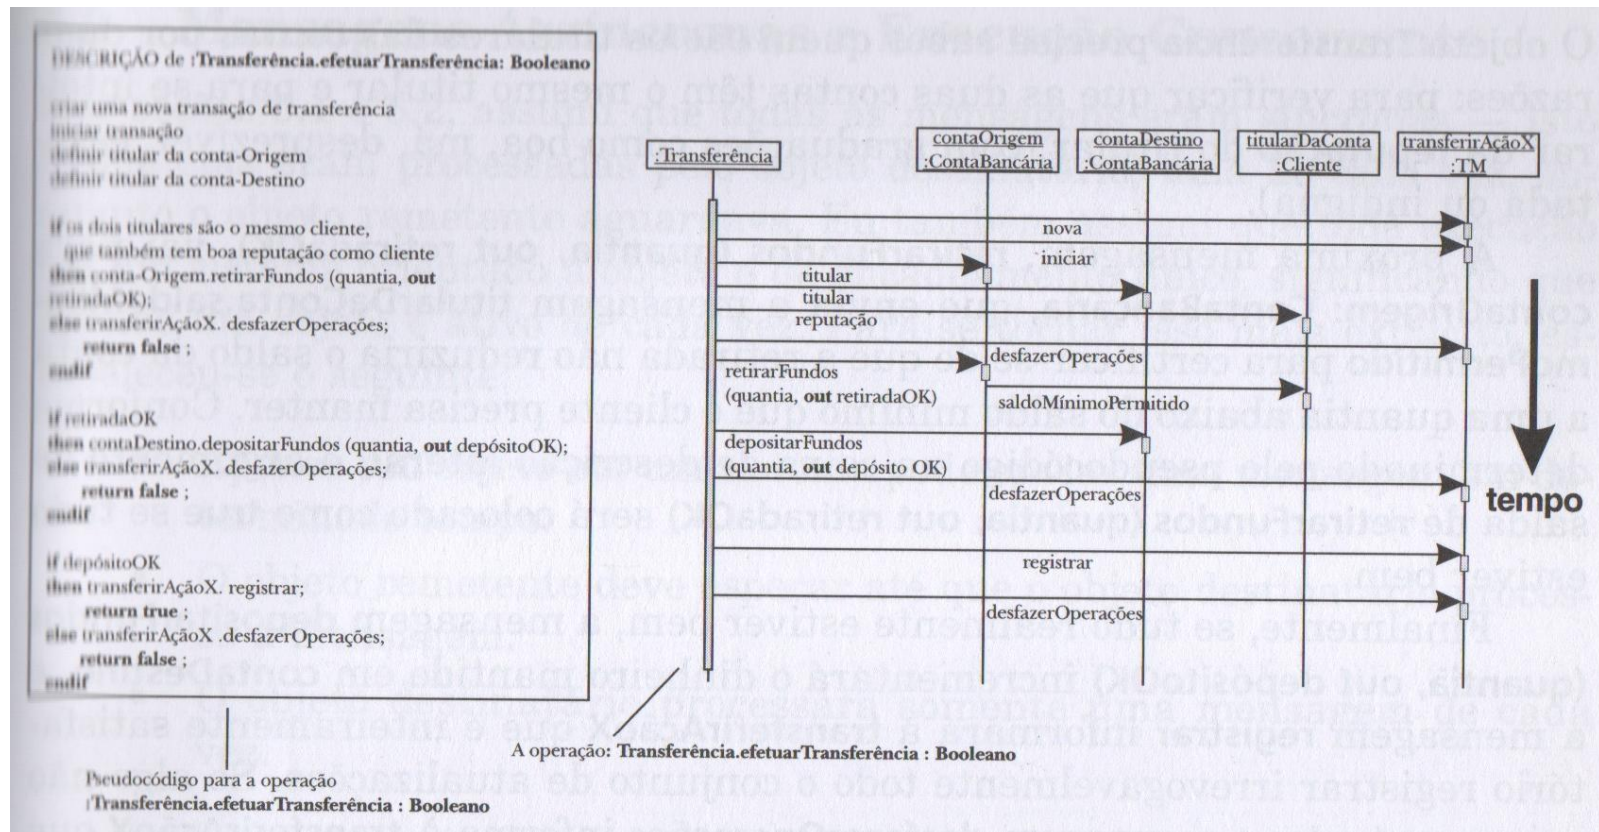 DESCRIÇÃO de :Transferência.efetuarTransferência: Booleano
criar uma nova transação de transferência
iniciar transação
definir titular da conta-Origem
definir titular da conta-Destino
if os dois titulares são o mesmo cliente,
que também tem boa reputação como cliente
then conta-Origem.retirarFundos (quantia, out
retiradaOK);
else transferirAçãoX. desfazerOperações;
return false ;
endif
if retiradaOK
then contaDestino.depositarFundos (quantia, out depósitoOK);
else transferirAçãoX. desfazerOperações;
return false ;
endif
if depósitoOK
then transferirAçãoX. registrar;
return true ;
else transferirAçãoX .desfazerOperações;
return false ;
endif
Pseudocódigo para a operação
:Transferência.efetuarTransferência : Booleano
:Transferência
contaOrigem
:ContaBancária
contaDestino
:ContaBancária
titularDaConta
:Cliente
transferirAçãoX
:TM
nova
iniciar
titular
titular
reputação
desfazerOperações
retirarFundos
(quantia, out retiradaOK)
saldoMínimoPermitido
depositarFundos
(quantia, out depósito OK)
desfazerOperações
registrar
desfazerOperações
tempo
A operação: Transferência.efetuarTransferência : Booleano